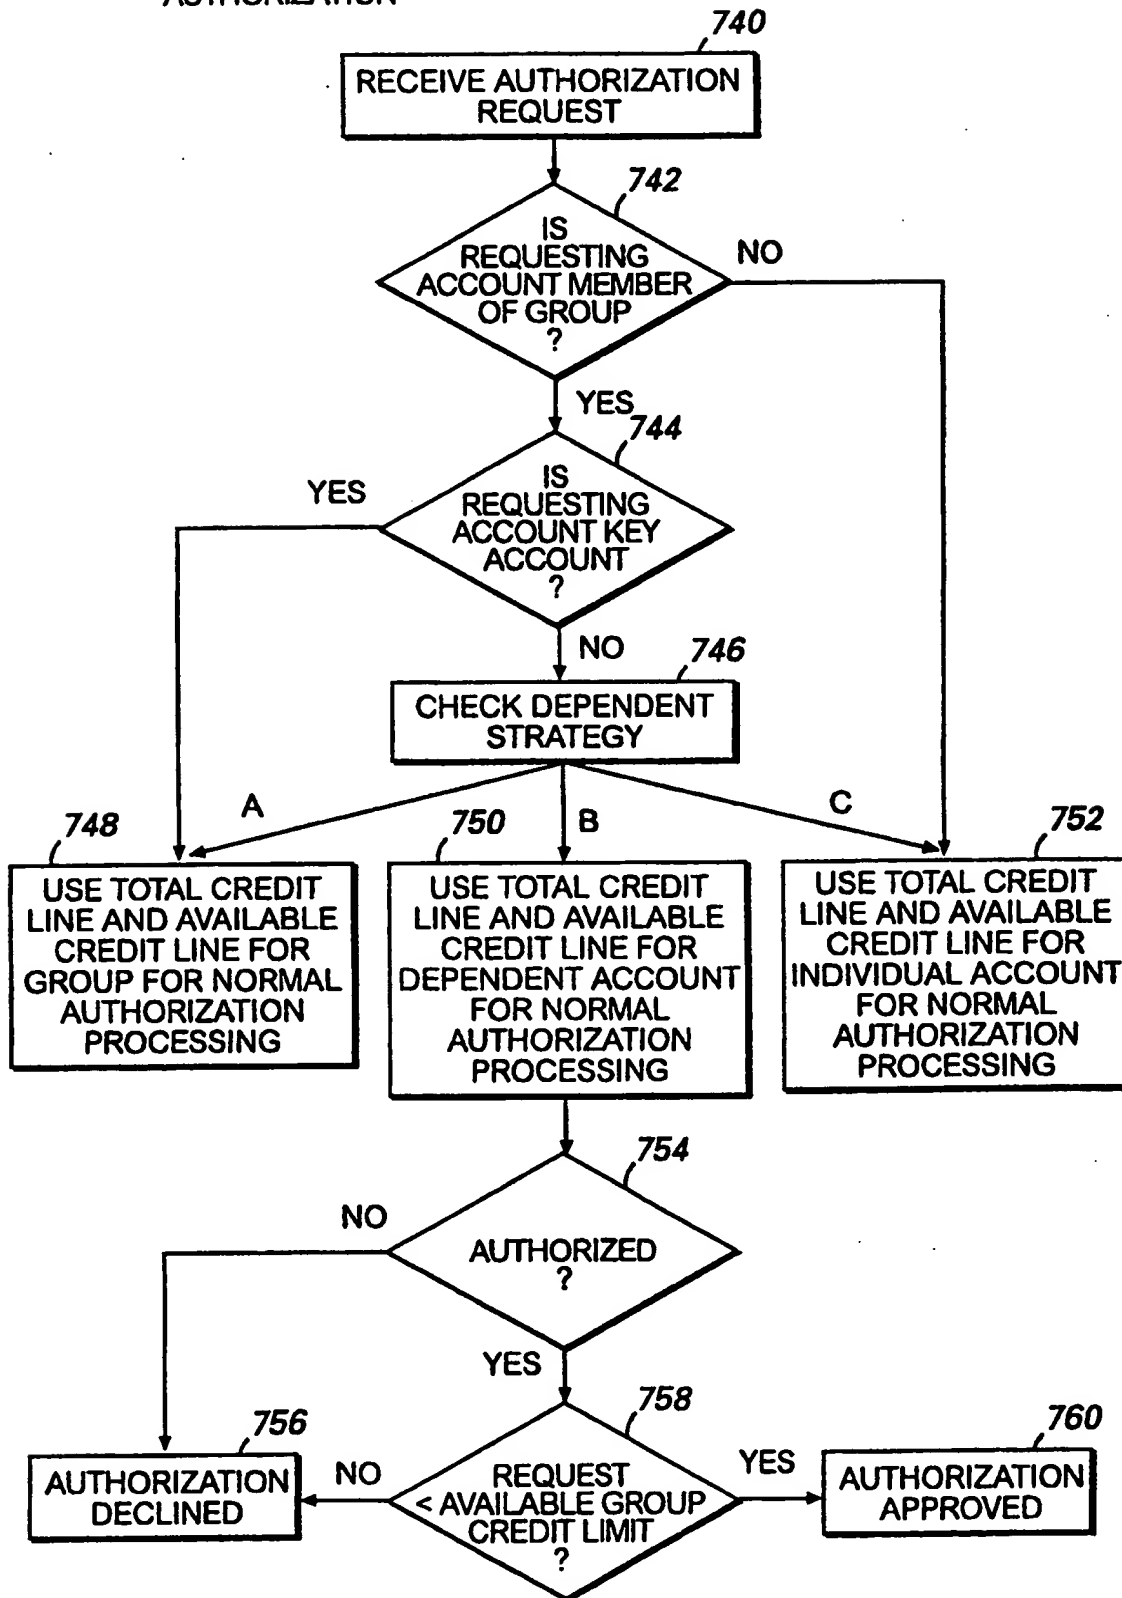 AUTHORIZATION
740
RECEIVE AUTHORIZATION
REQUEST
742
IS
REQUESTING
ACCOUNT MEMBER
OF GROUP
?
NO
YES
744
IS
REQUESTING
ACCOUNT KEY
ACCOUNT
?
YES
NO
746
CHECK DEPENDENT
STRATEGY
A
B
C
748
USE TOTAL CREDIT
LINE AND AVAILABLE
CREDIT LINE FOR
GROUP FOR NORMAL
AUTHORIZATION
PROCESSING
750
USE TOTAL CREDIT
LINE AND AVAILABLE
CREDIT LINE FOR
DEPENDENT ACCOUNT
FOR NORMAL
AUTHORIZATION
PROCESSING
752
USE TOTAL CREDIT
LINE AND AVAILABLE
CREDIT LINE FOR
INDIVIDUAL ACCOUNT
FOR NORMAL
AUTHORIZATION
PROCESSING
754
AUTHORIZED
?
NO
YES
756
AUTHORIZATION
DECLINED
NO
758
REQUEST
< AVAILABLE GROUP
CREDIT LIMIT
?
YES
760
AUTHORIZATION
APPROVED